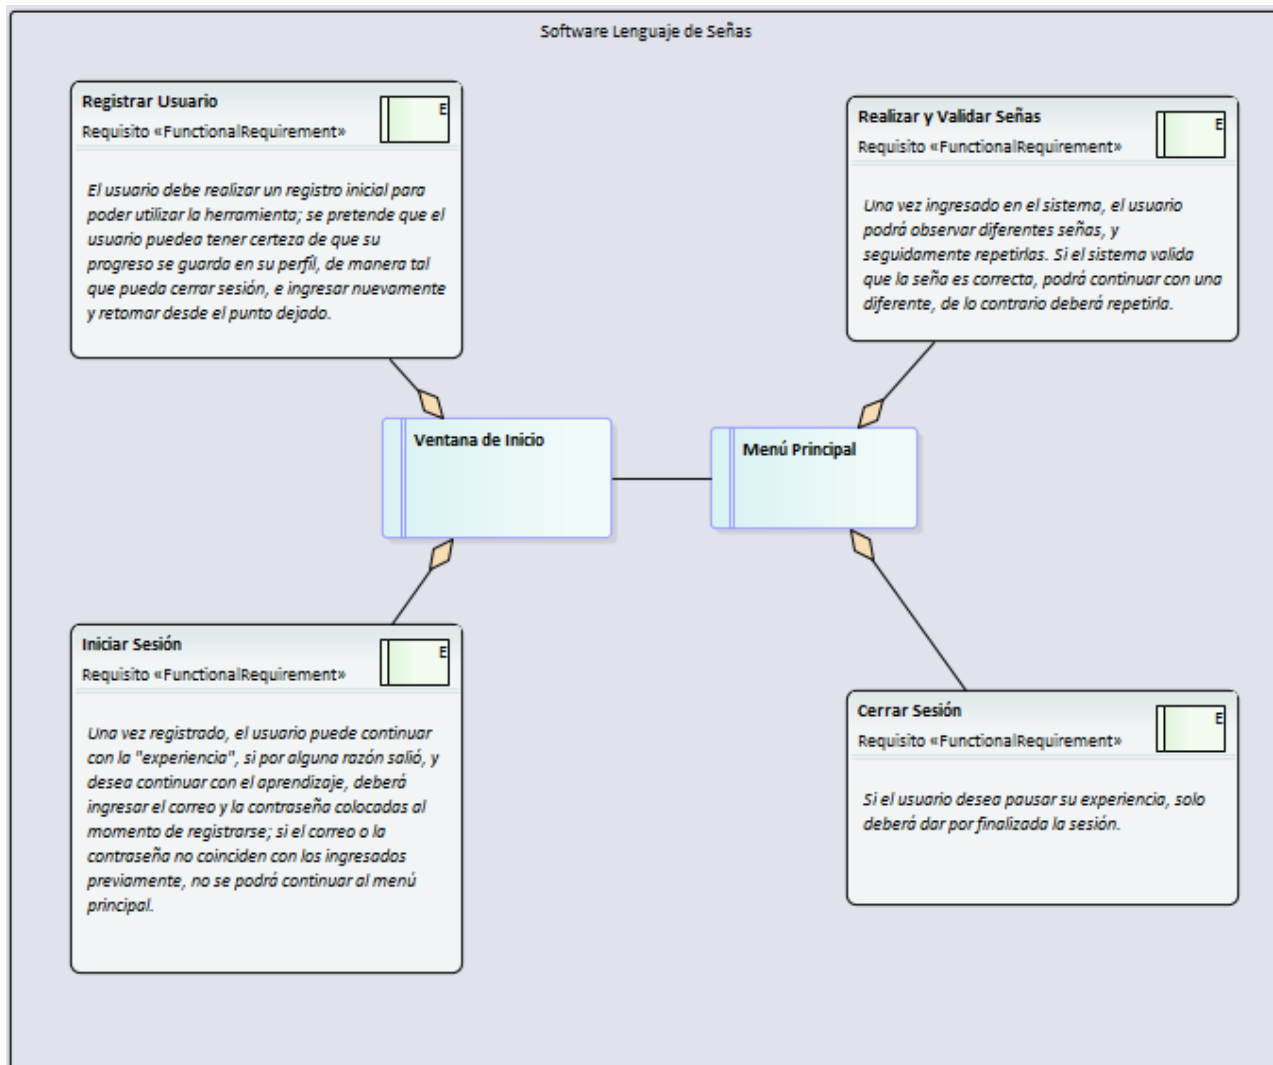 Software Lenguaje de Señas
Registrar Usuario
E
Requisito «FunctionalRequirement»
El usuario debe realizar un registro inicial para
poder utilizar la herramienta; se pretende que el
usuario puedea tener certeza de que su
progreso se guarda en su perfíl, de manera tal
que pueda cerrar sesión, e ingresar nuevamente
y retomar desde el punto dejado.
Realizar y Validar Señas
E
Requisito «FunctionalRequirement»
Una vez ingresado en el sistema, el usuario
podrá observar diferentes señas, y
seguidamente repetirlas. Si el sistema valida
que la seña es correcta, podrá continuar con una
diferente, de lo contrario deberá repetirla.
Ventana de Inicio
Menú Principal
Iniciar Sesión
E
Requisito «FunctionalRequirement»
Una vez registrado, el usuario puede continuar
con la "experiencia", si por alguna razón salió, y
desea continuar con el aprendizaje, deberá
ingresar el correo y la contraseña colocadas al
momento de registrarse; si el correo o la
contraseña no coinciden con los ingresados
previamente, no se podrá continuar al menú
principal.
Cerrar Sesión
E
Requisito «FunctionalRequirement»
Si el usuario desea pausar su experiencia, solo
deberá dar por finalizada la sesión.